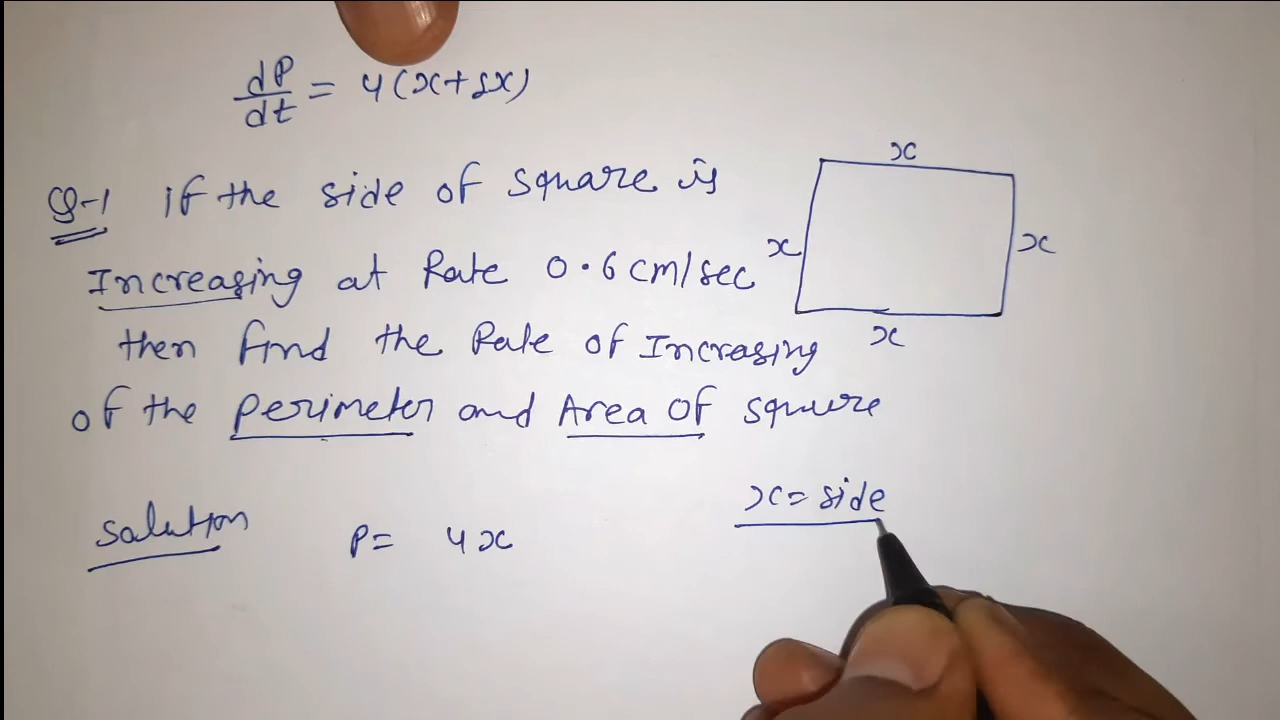 dP/dt = 4(x+δx)
Q-1 If the side of square is
Increasing at Rate 0.6 cm/sec
then find the Rate of Incrasing
of the perimeter and Area of square
x
x
x
x
x = side
solution P = 4x